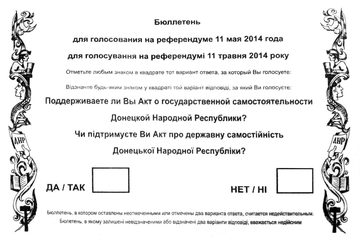 Бюллетень
для голосования на референдуме 11 мая 2014 года
для голосування на референдумі 11 травня 2014 року
Отметьте любым знаком в квадрате тот вариант ответа, за который Вы голосуете:
Відзначне будь-яким знаком у квадраті той варіант відповіді, за який Ви голосуєте:
Поддерживаете ли Вы Акт о государственной самостоятельности
Донецкой Народной Республики?
Чи підтримуєте Ви Акт про державну самостійність
Донецької Народної Республіки?
ДНР
ДНР
ДА / ТАК
НЕТ / НІ
Бюллетень, в котором оставлены неотмеченными или отмечены два варианта ответа, считается недействительным.
Бюлетень, в якому залишені невідзначеними або відзначено два варіанта відповіді, вважається недійсним